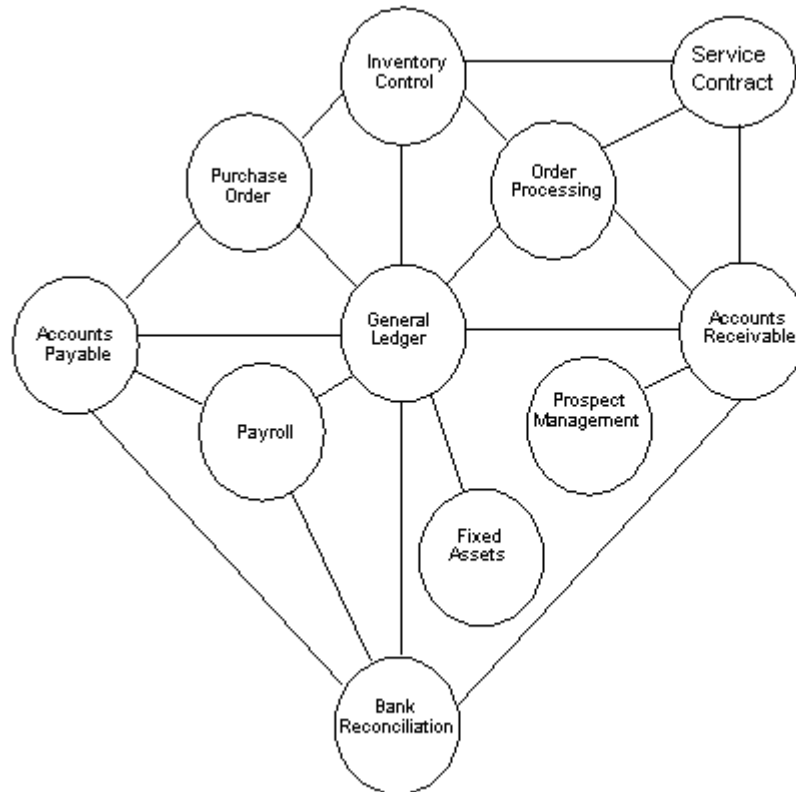 Inventory
Control
Service
Contract
Purchase
Order
Order
Processing
Accounts
Payable
General
Ledger
Accounts
Receivable
Payroll
Prospect
Management
Fixed
Assets
Bank
Reconciliation